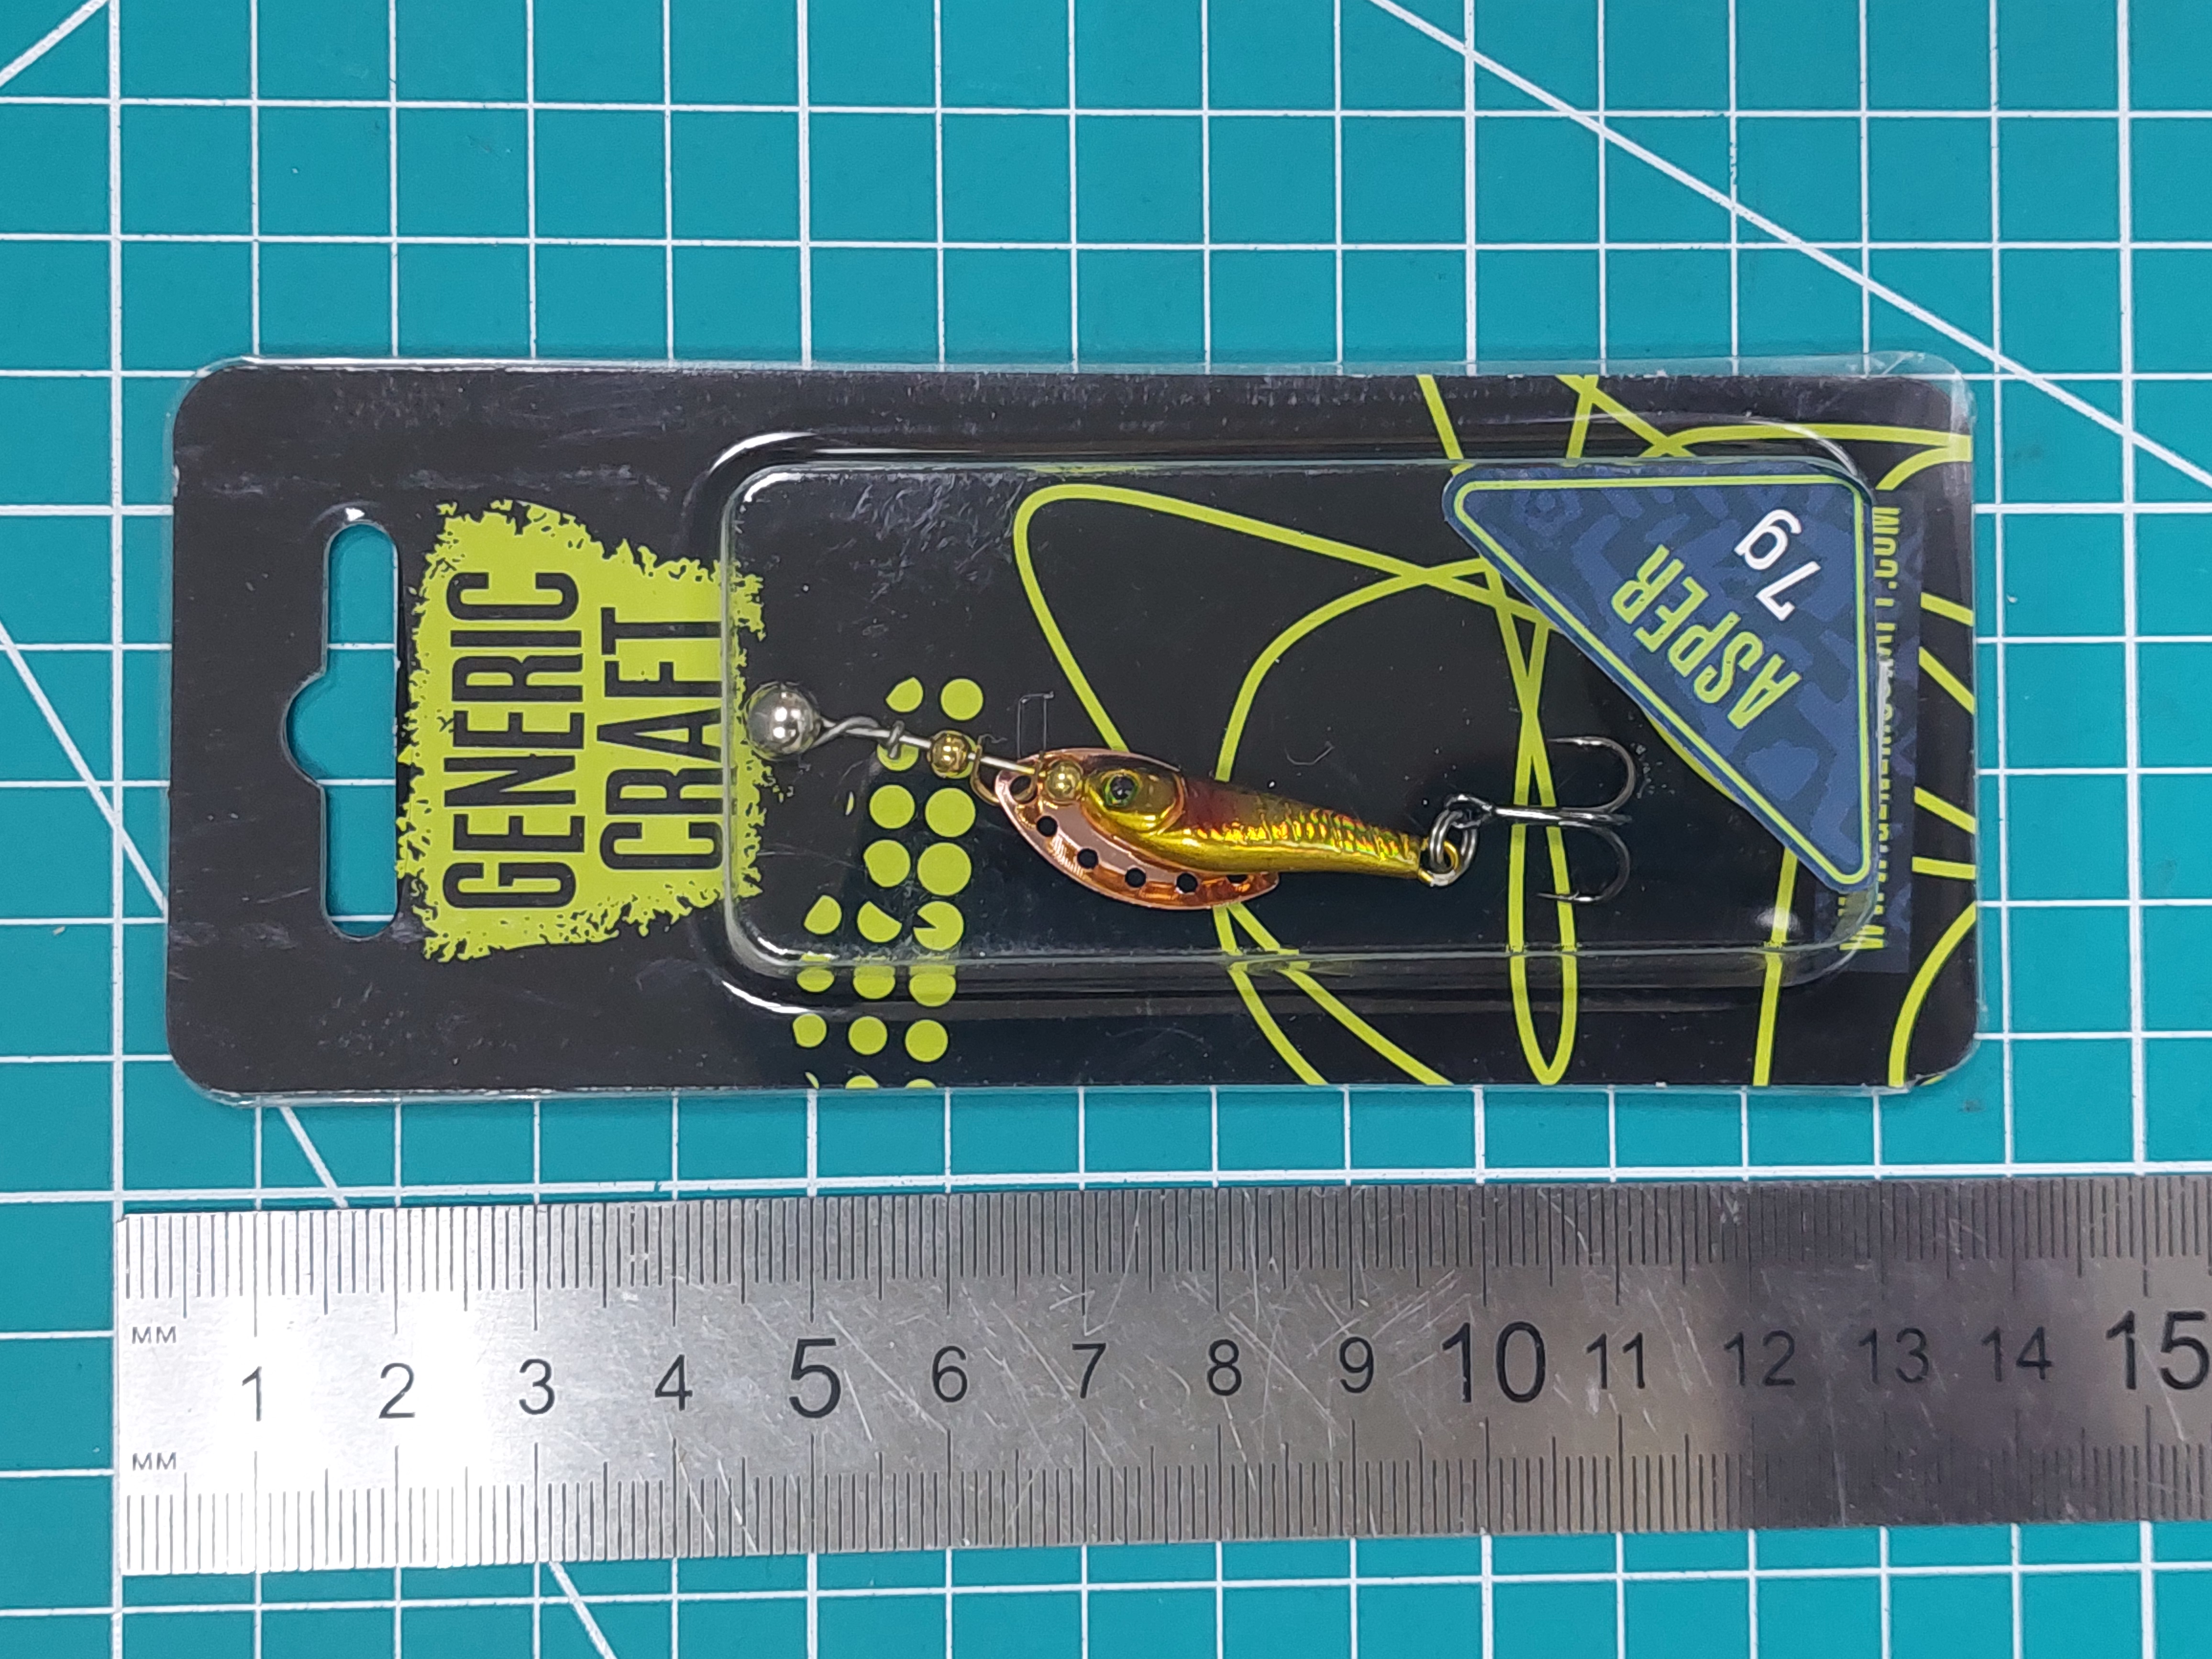 GENERIC
CRAFT
ASPER
7g
MM
1 2 3 4 5 6 7 8 9 10 11 12 13 14 15
MM